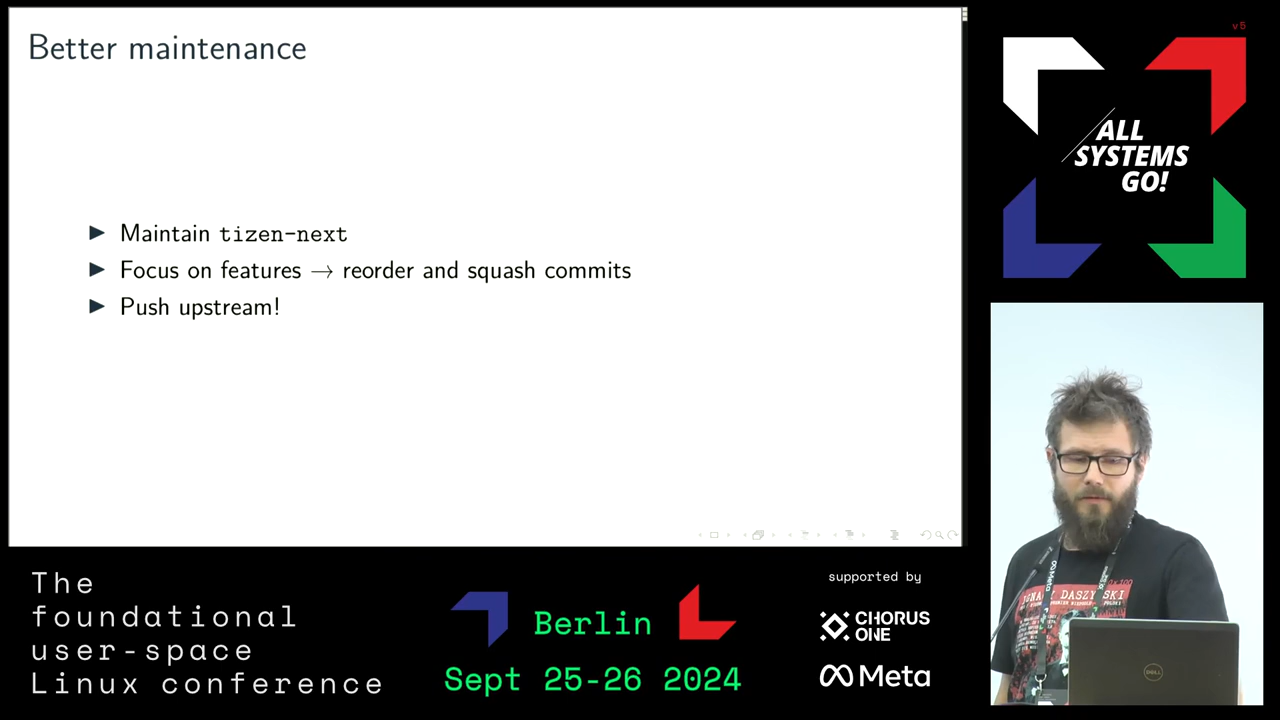 Better maintenance
Maintain tizen-next
Focus on features → reorder and squash commits
Push upstream!
v5
ALL
SYSTEMS
GO!
The
foundational
user-space
Linux conference
Berlin
Sept 25-26 2024
supported by
CHORUS
ONE
Meta
DELL